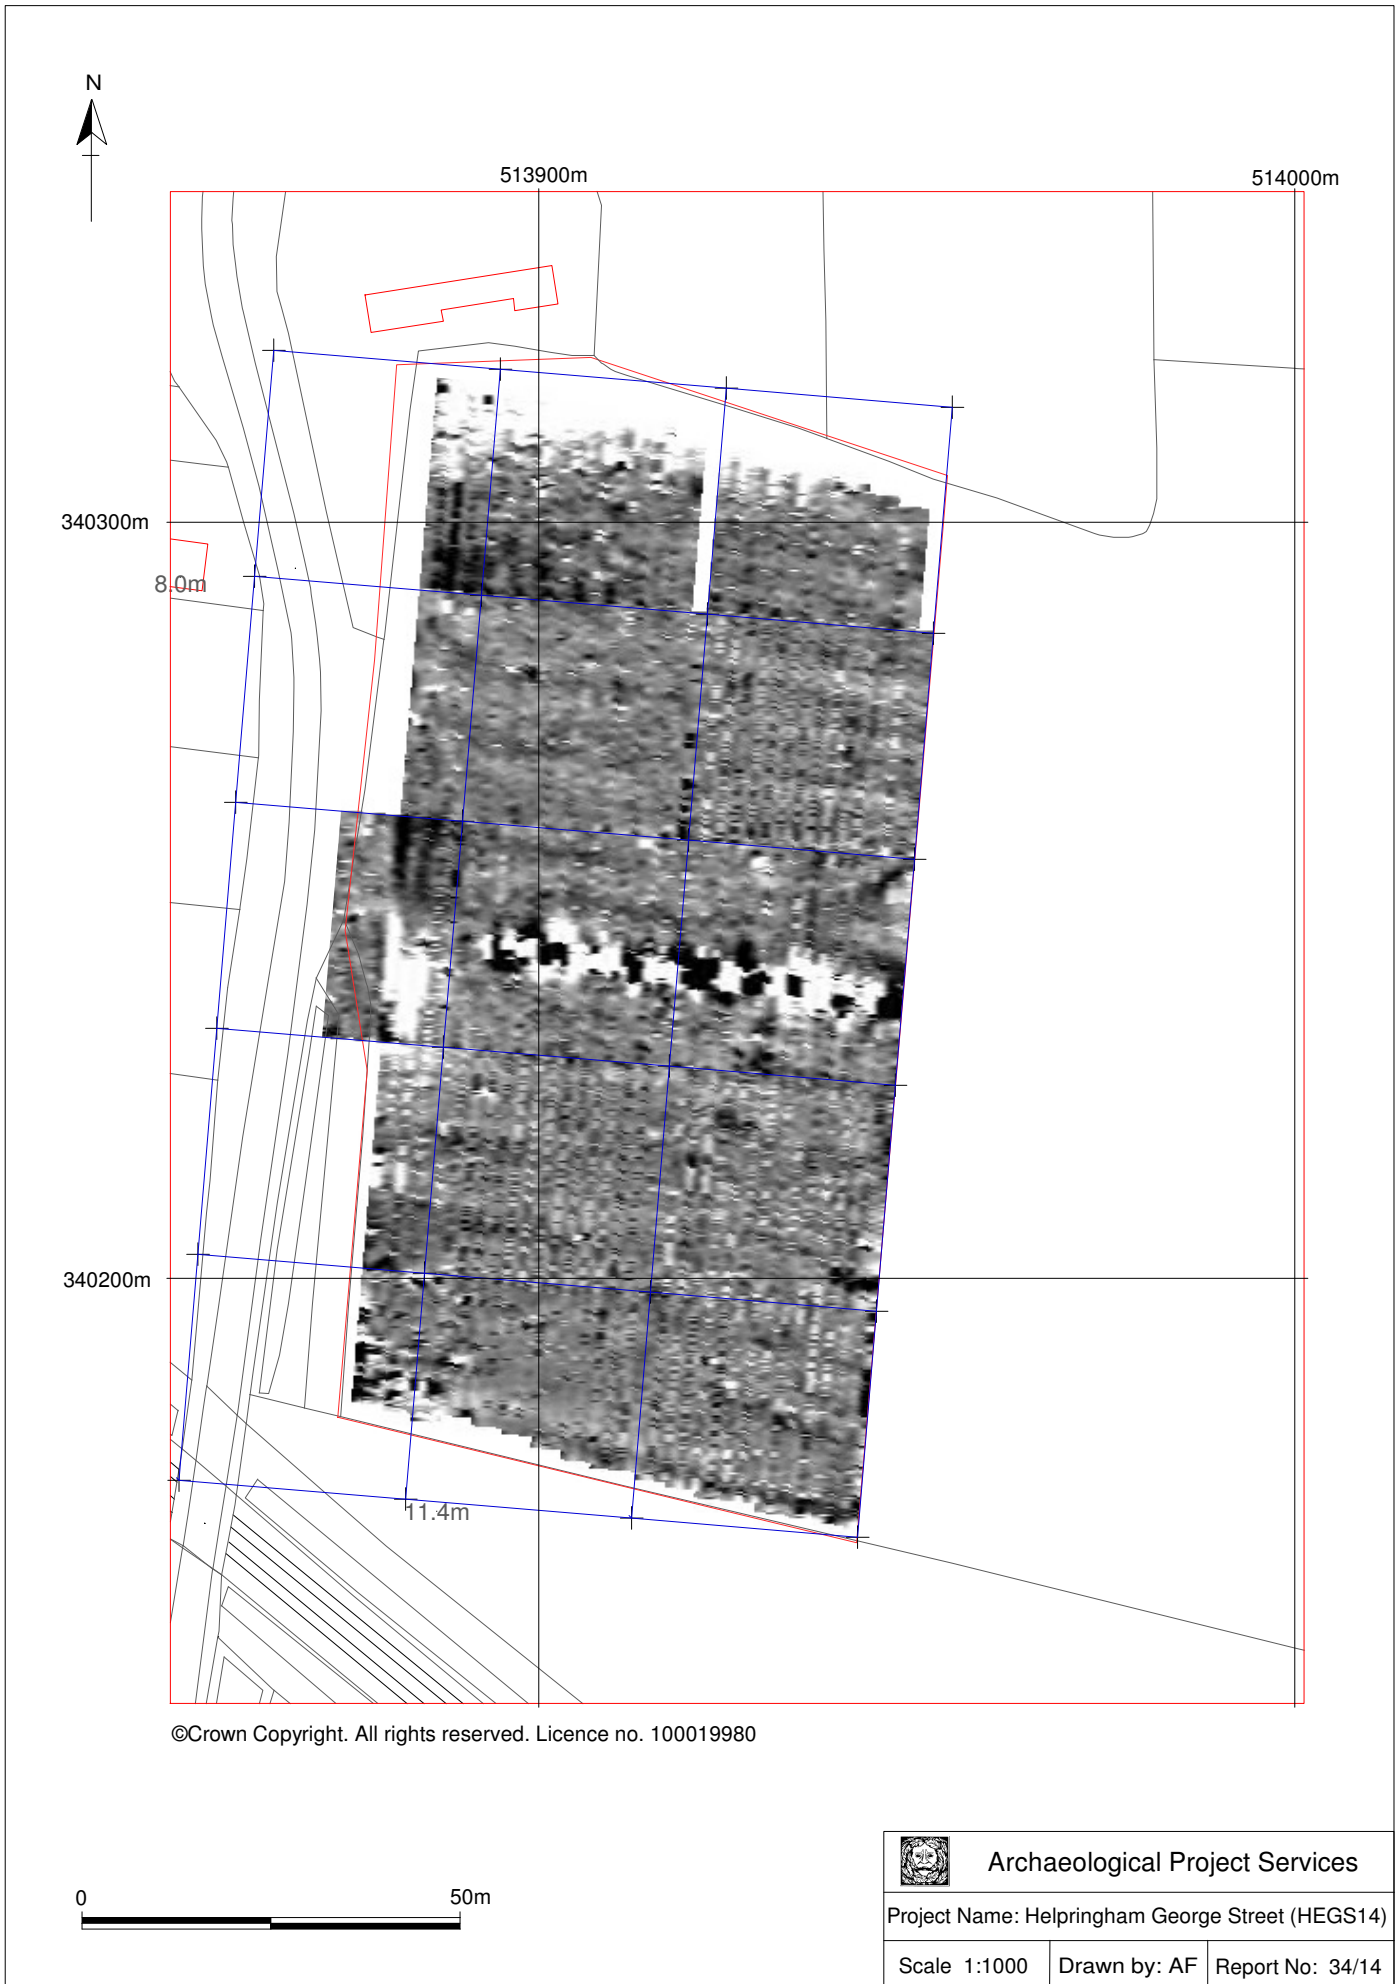 N
513900m
514000m
340300m
8.0m
340200m
11.4m
©Crown Copyright. All rights reserved. Licence no. 100019980
0
50m
Archaeological Project Services
Project Name: Helpringham George Street (HEGS14)
Scale 1:1000
Drawn by: AF
Report No: 34/14